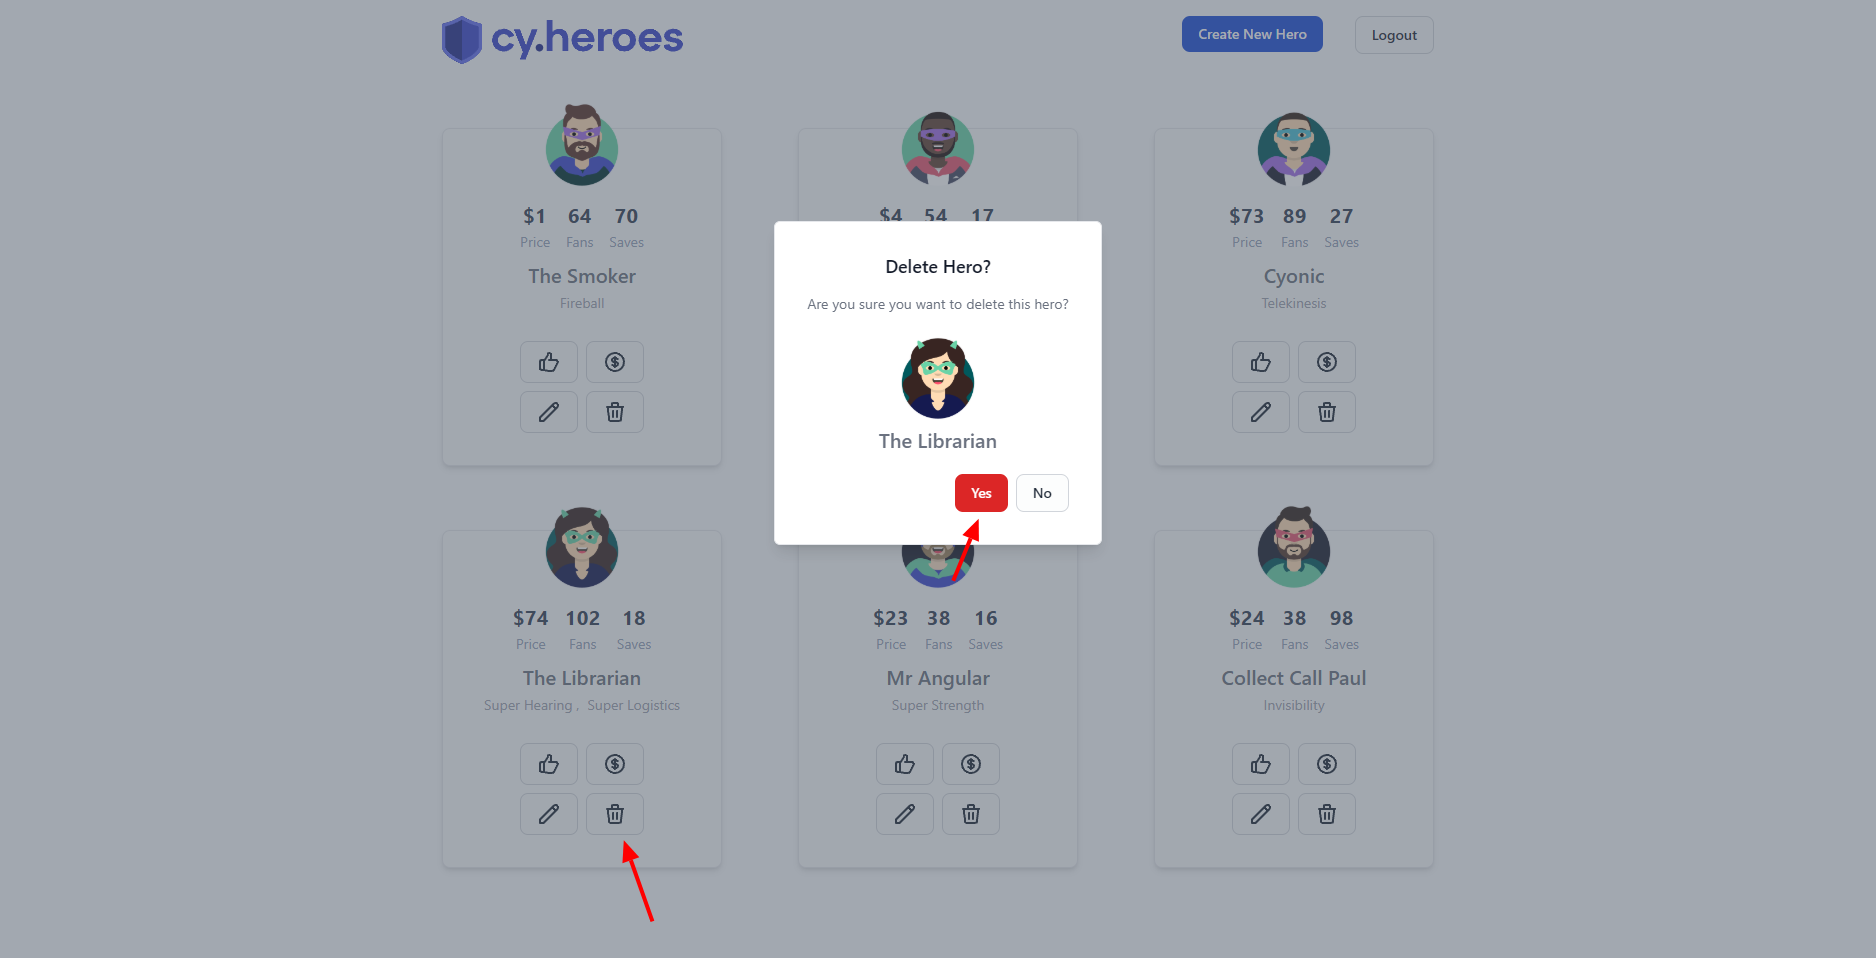 cy.heroes
Create New Hero
Logout
$1 64 70
Price Fans Saves
The Smoker
Fireball
$4 54 17
$73 89 27
Price Fans Saves
Cyonic
Telekinesis
Delete Hero?
Are you sure you want to delete this hero?
The Librarian
Yes No
$74 102 18
Price Fans Saves
The Librarian
Super Hearing , Super Logistics
$23 38 16
Price Fans Saves
Mr Angular
Super Strength
$24 38 98
Price Fans Saves
Collect Call Paul
Invisibility